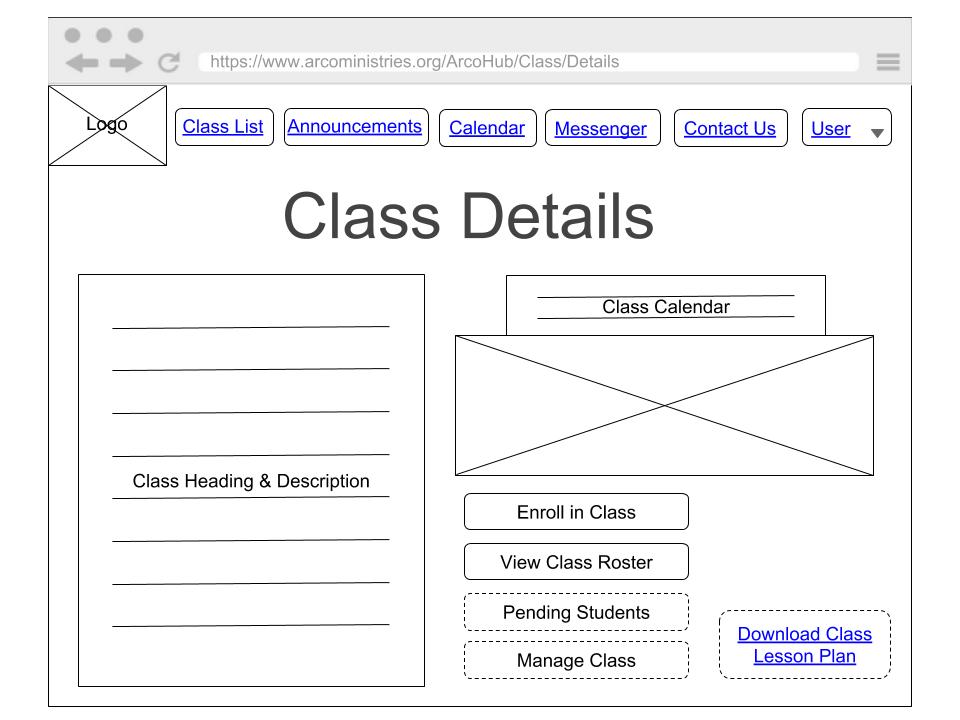 https://www.arcoministries.org/ArcoHub/Class/Details
Logo
Class List
Announcements
Calendar
Messenger
Contact Us
User
Class Details
Class Calendar
Class Heading & Description
Enroll in Class
View Class Roster
Pending Students
Manage Class
Download Class
Lesson Plan